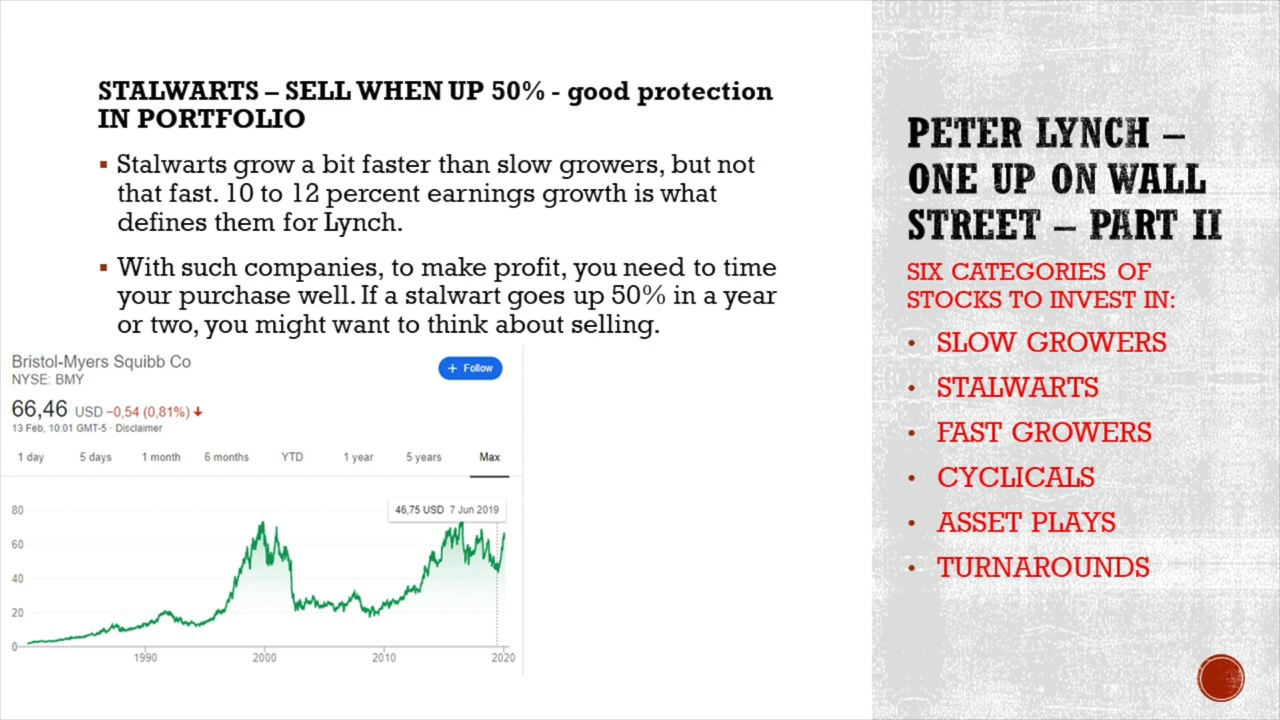 STALWARTS – SELL WHEN UP 50% - good protection
IN PORTFOLIO
▪ Stalwarts grow a bit faster than slow growers, but not
that fast. 10 to 12 percent earnings growth is what
defines them for Lynch.
▪ With such companies, to make profit, you need to time
your purchase well. If a stalwart goes up 50% in a year
or two, you might want to think about selling.
Bristol-Myers Squibb Co
NYSE: BMY
+ Follow
66,46 USD −0,54 (0,81%) ↓
13 Feb, 10:01 GMT-5 · Disclaimer
1 day 5 days 1 month 6 months YTD 1 year 5 years Max
46,75 USD 7 Jun 2019
80
60
40
20
0
1990 2000 2010 2020
PETER LYNCH –
ONE UP ON WALL
STREET – PART II
SIX CATEGORIES OF
STOCKS TO INVEST IN:
• SLOW GROWERS
• STALWARTS
• FAST GROWERS
• CYCLICALS
• ASSET PLAYS
• TURNAROUNDS